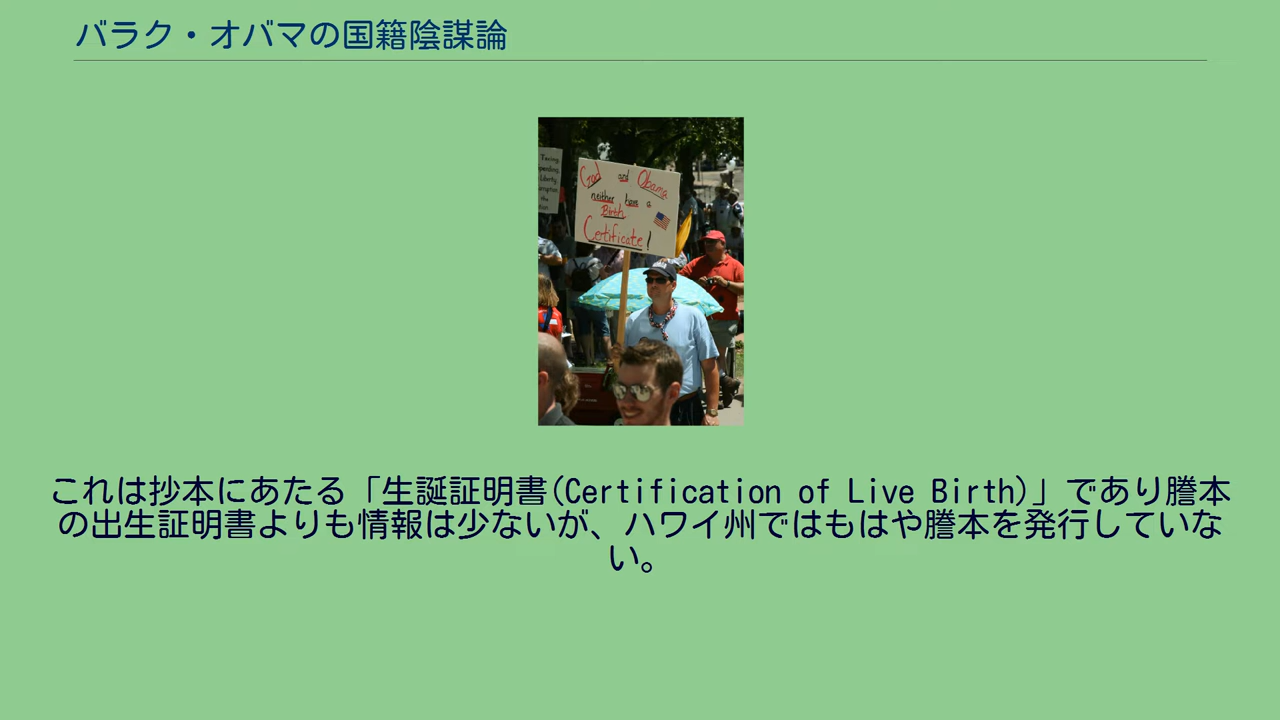 バラク・オバマの国籍陰謀論
Taxing
Liberty
the
God and Obama
neither have a
Birth
Certificate!
これは抄本にあたる「生誕証明書(Certification of Live Birth)」であり謄本
の出生証明書よりも情報は少ないが、ハワイ州ではもはや謄本を発行していな
い。